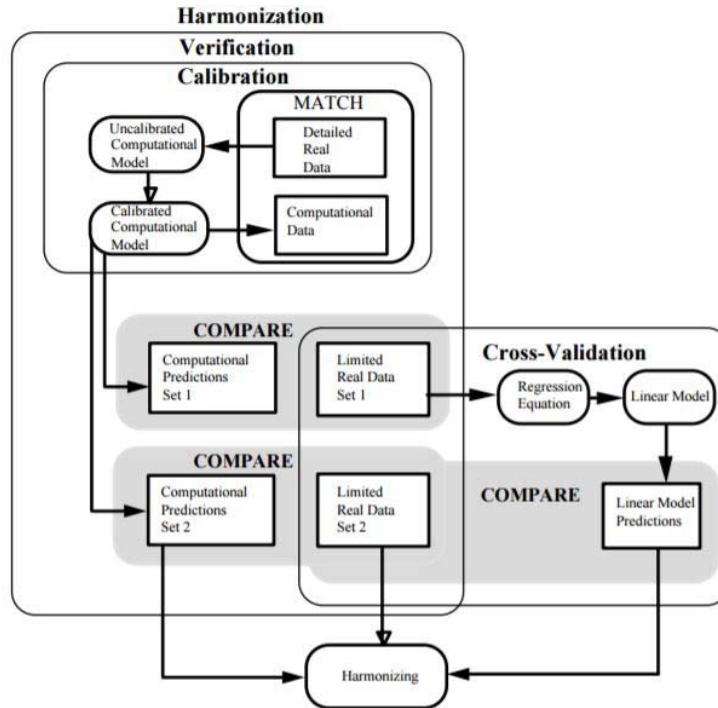 Harmonization
Verification
Calibration
MATCH
Uncalibrated
Computational
Model
Detailed
Real
Data
Calibrated
Computational
Model
Computational
Data
COMPARE
Computational
Predictions
Set 1
Limited
Real Data
Set 1
Cross-Validation
Regression
Equation
Linear Model
COMPARE
Computational
Predictions
Set 2
Limited
Real Data
Set 2
COMPARE
Linear Model
Predictions
Harmonizing